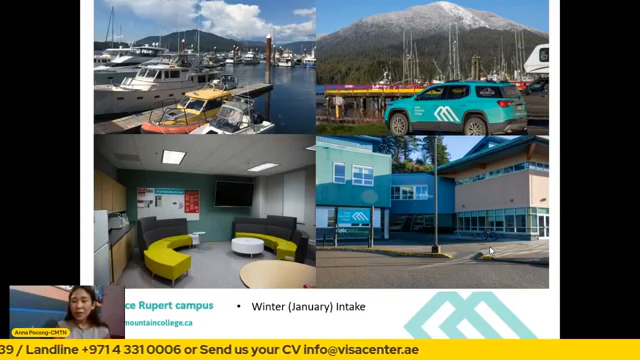 ce Rupert campus
• Winter (January) Intake
mountaincollege.ca
Anna Pocong-CMTN
39 / Landline +971 4 331 0006 or Send us your CV info@visacenter.ae